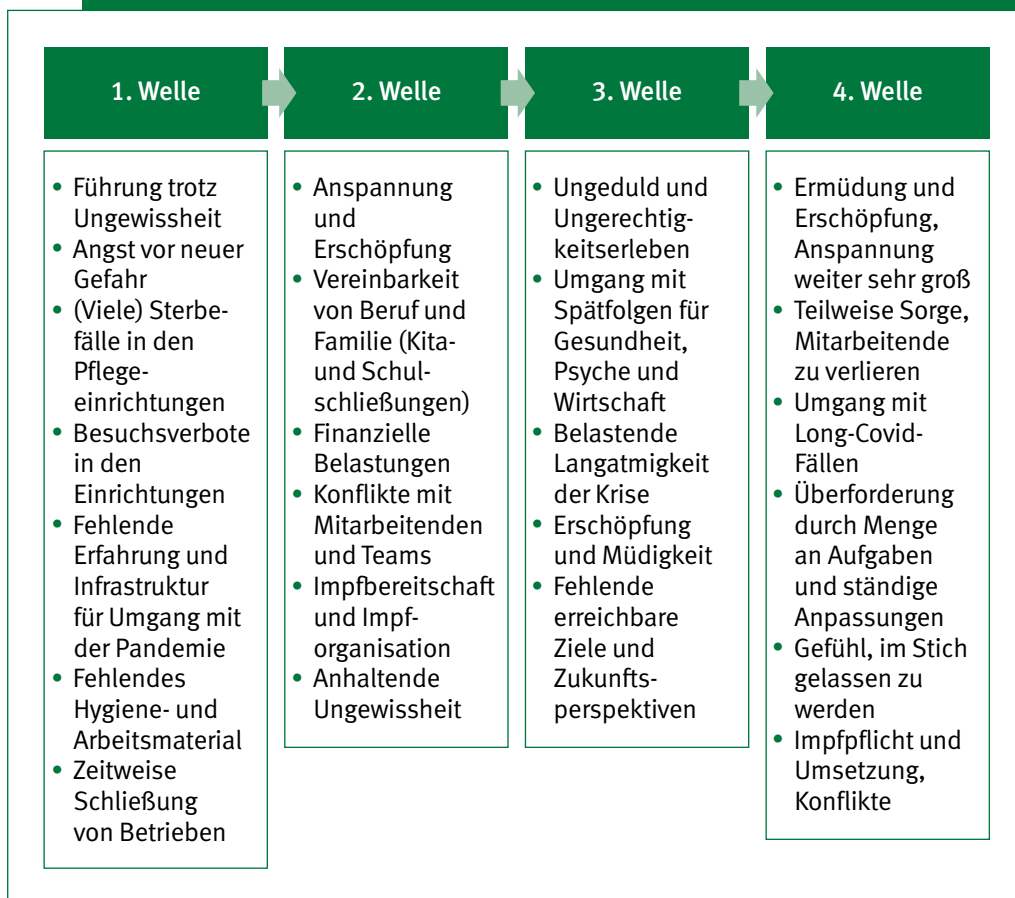 1. Welle
Führung trotz
Ungewissheit
Angst vor neuer
Gefahr
(Viele) Sterbe-
fälle in den
Pflege-
einrichtungen
Besuchsverbote
in den
Einrichtungen
Fehlende
Erfahrung und
Infrastruktur
für Umgang mit
der Pandemie
Fehlendes
Hygiene- und
Arbeitsmaterial
Zeitweise
Schließung
von Betrieben
2. Welle
Anspannung
und
Erschöpfung
Vereinbarkeit
von Beruf und
Familie (Kita-
und Schul-
schließungen)
Finanzielle
Belastungen
Konflikte mit
Mitarbeitenden
und Teams
Impfbereitschaft
und Impf-
organisation
Anhaltende
Ungewissheit
3. Welle
Ungeduld und
Ungerechtig-
keitserleben
Umgang mit
Spätfolgen für
Gesundheit,
Psyche und
Wirtschaft
Belastende
Langatmigkeit
der Krise
Erschöpfung
und Müdigkeit
Fehlende
erreichbare
Ziele und
Zukunfts-
perspektiven
4. Welle
Ermüdung und
Erschöpfung,
Anspannung
weiter sehr groß
Teilweise Sorge,
Mitarbeitende
zu verlieren
Umgang mit
Long-Covid-
Fällen
Überforderung
durch Menge
an Aufgaben
und ständige
Anpassungen
Gefühl, im Stich
gelassen zu
werden
Impfpflicht und
Umsetzung,
Konflikte